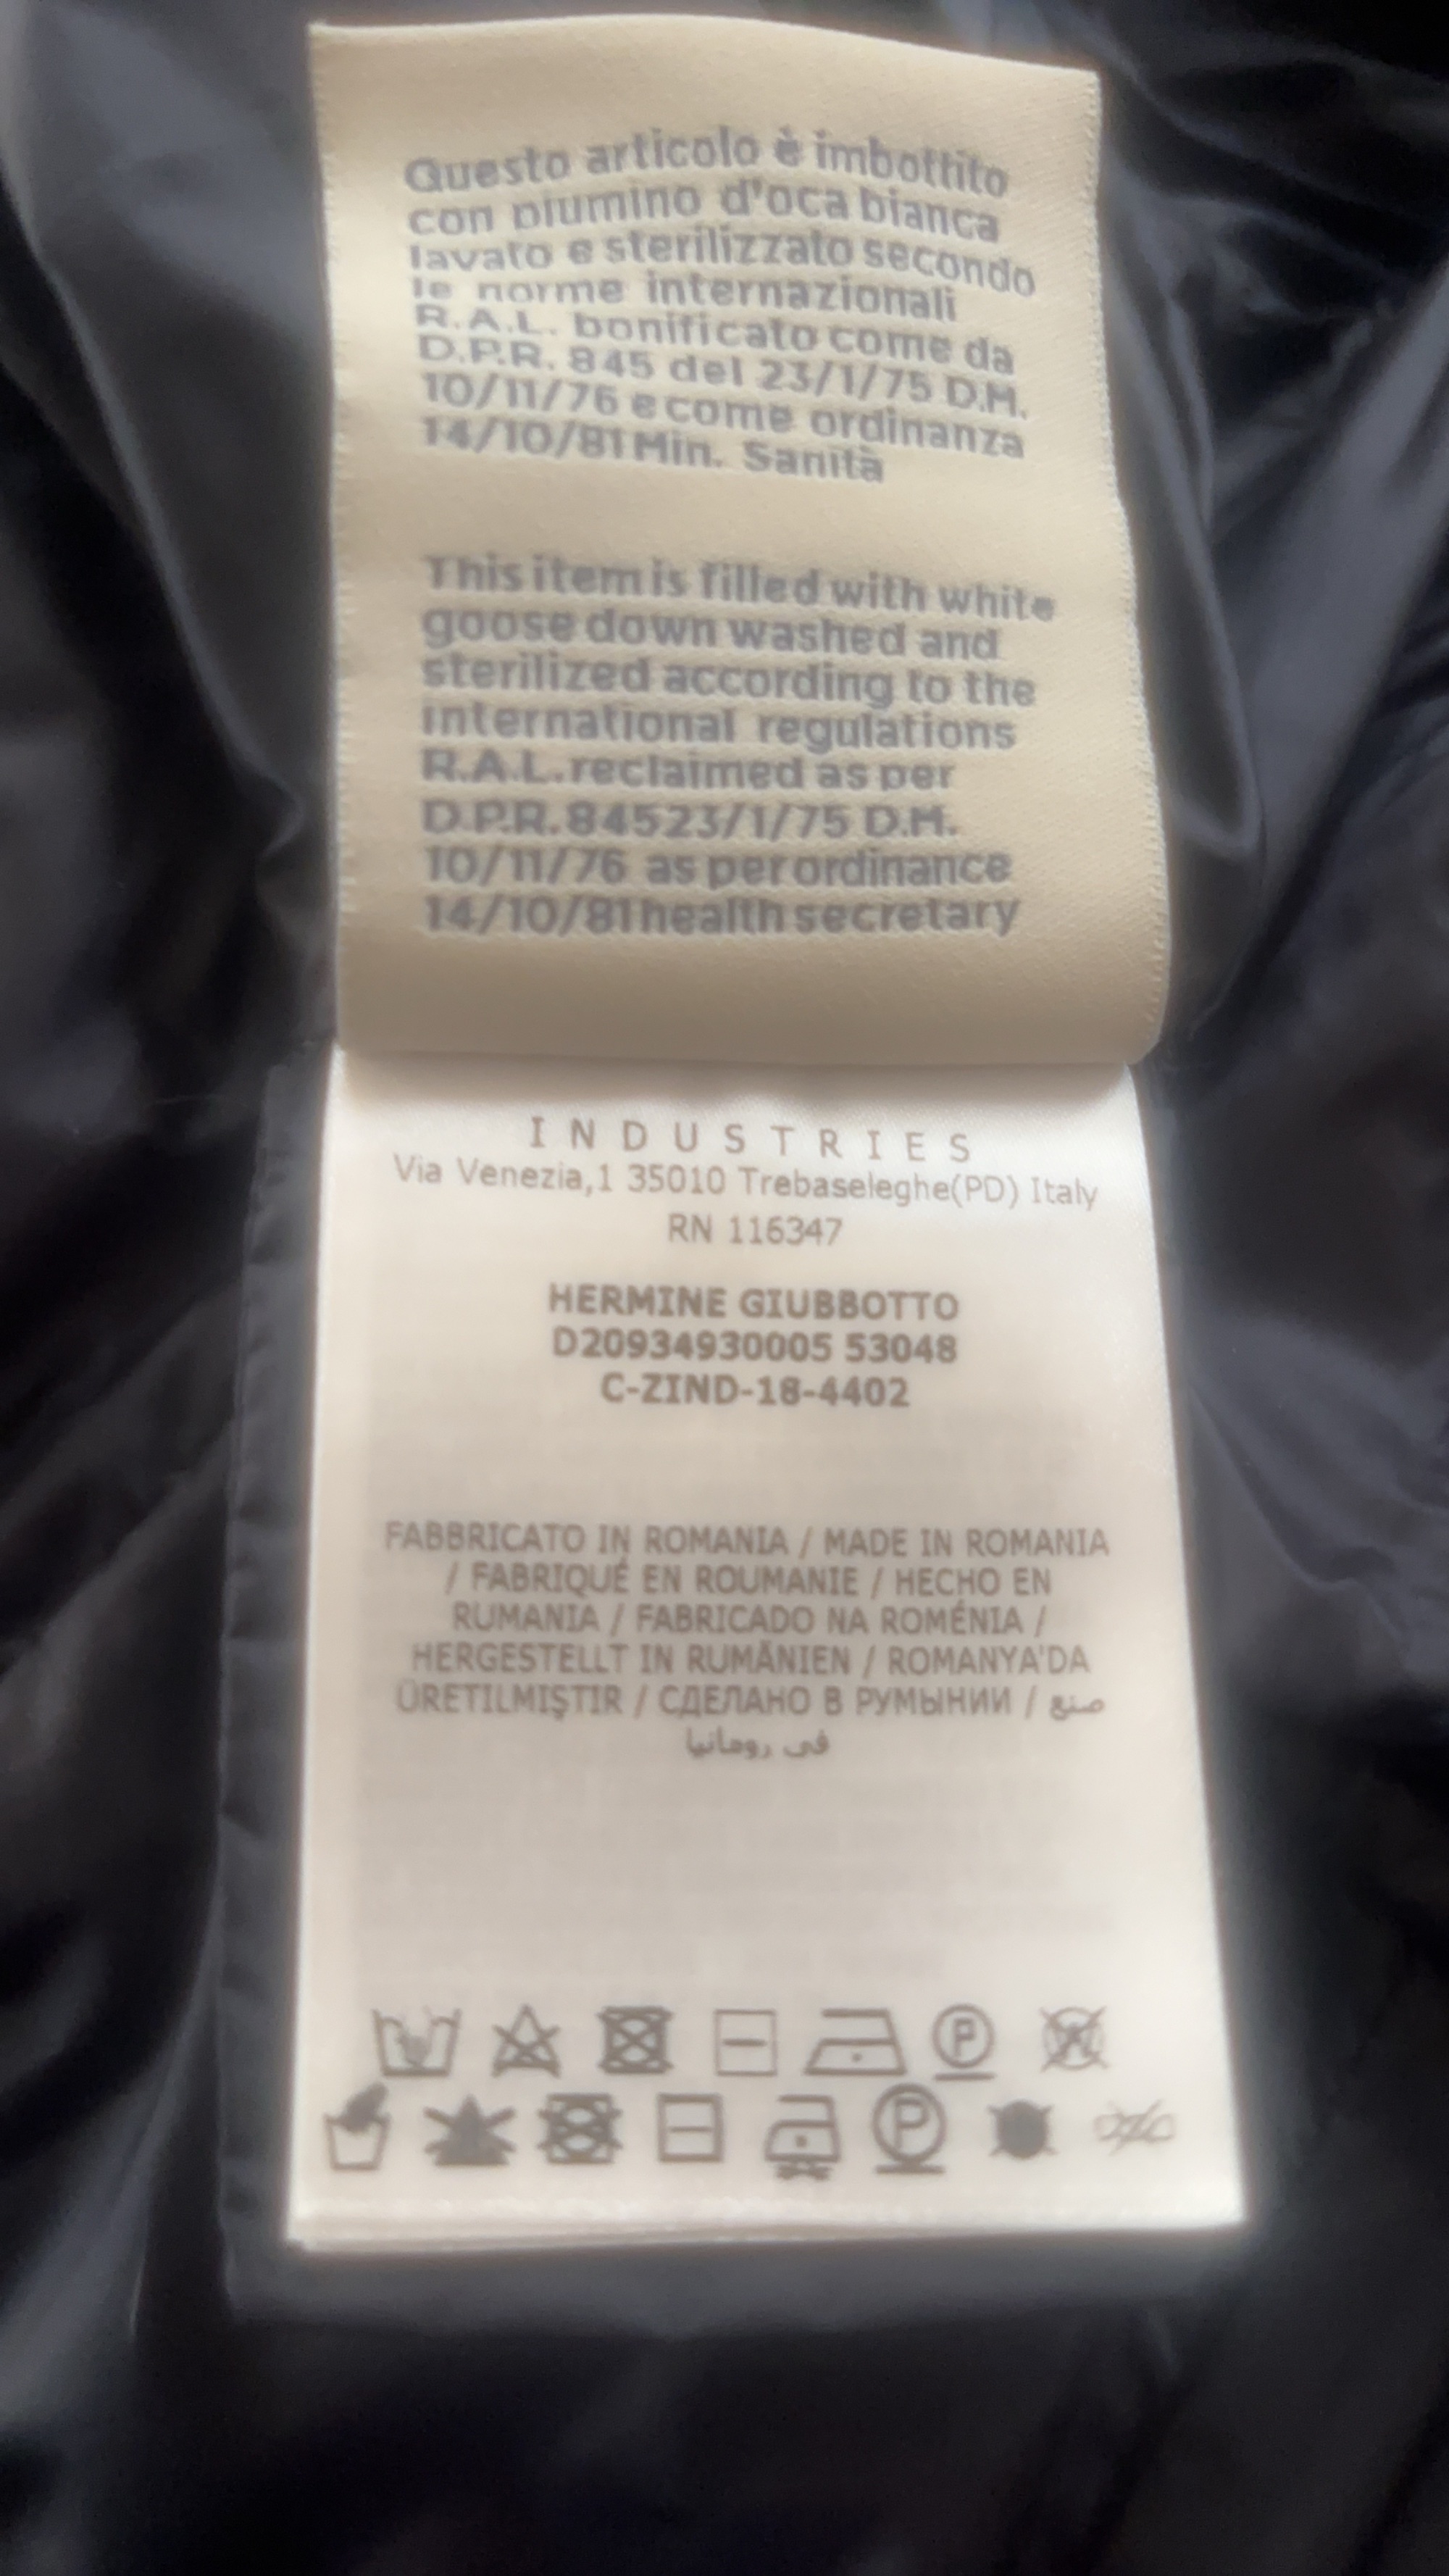 Questo articolo è imbottito
con piumino d'oca bianca
lavato e sterilizzato secondo
le norme internazionali
R.A.L. bonificato come da
D.P.R. 845 del 23/1/75 D.M.
10/11/76 e come ordinanza
14/10/81 Min. Sanità
This item is filled with white
goose down washed and
sterilized according to the
international regulations
R.A.L. reclaimed as per
D.P.R. 845 23/1/75 D.M.
10/11/76 as per ordinance
14/10/81 health secretary
INDUSTRIES
Via Venezia,1 35010 Trebaseleghe(PD) Italy
RN 116347
HERMINE GIUBBOTTO
D20934930005 53048
C-ZIND-18-4402
FABBRICATO IN ROMANIA / MADE IN ROMANIA
/ FABRIQUÉ EN ROUMANIE / HECHO EN
RUMANIA / FABRICADO NA ROMÉNIA /
HERGESTELLT IN RUMÄNIEN / ROMANYA'DA
ÜRETILMIŞTIR / СДЕЛАНО В РУМЫНИИ / صنع
فى رومانيا
P
P